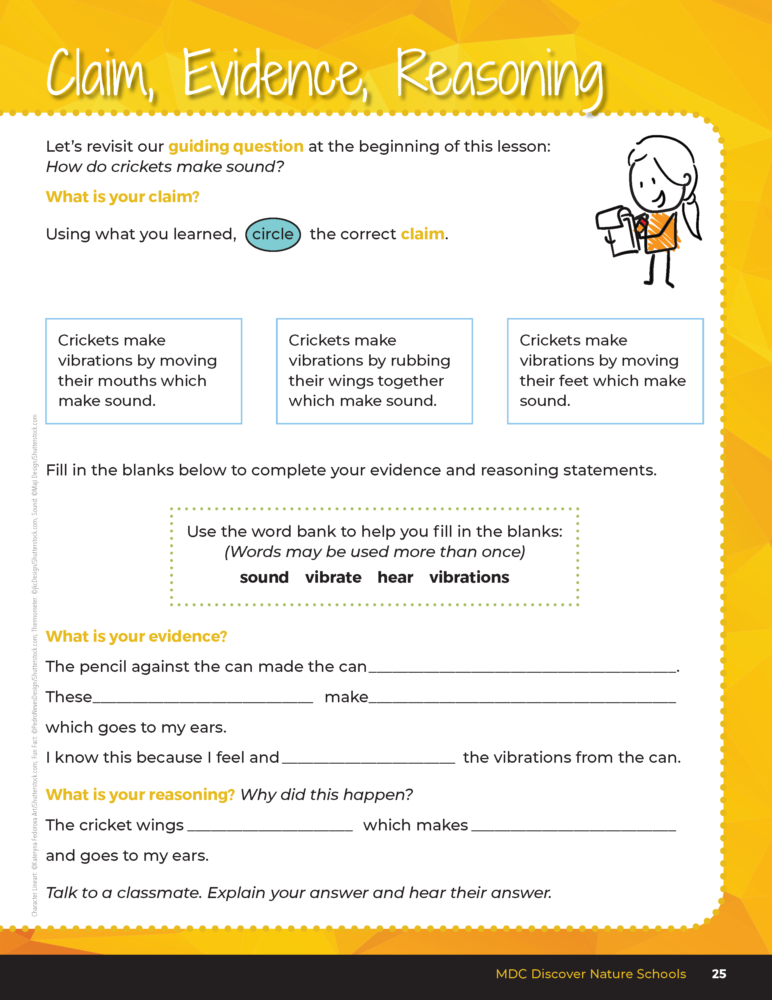 Claim, Evidence, Reasoning
Let's revisit our guiding question at the beginning of this lesson:
How do crickets make sound?
What is your claim?
Using what you learned, circle the correct claim.
Crickets make
vibrations by moving
their mouths which
make sound.
Crickets make
vibrations by rubbing
their wings together
which make sound.
Crickets make
vibrations by moving
their feet which make
sound.
Fill in the blanks below to complete your evidence and reasoning statements.
Use the word bank to help you fill in the blanks:
(Words may be used more than once)
sound vibrate hear vibrations
What is your evidence?
The pencil against the can made the can_______________________________________.
These____________________________ make_______________________________________
which goes to my ears.
I know this because I feel and______________________ the vibrations from the can.
What is your reasoning? Why did this happen?
The cricket wings _____________________ which makes __________________________
and goes to my ears.
Talk to a classmate. Explain your answer and hear their answer.
Character Lineart: ©Kateryna Fedorova Art/Shutterstock.com; Fun Fact: ©PedroNevesDesign/Shutterstock.com; Thermometer: ©jkcDesign/Shutterstock.com; Sound: ©Maji Design/Shutterstock.com
MDC Discover Nature Schools 25